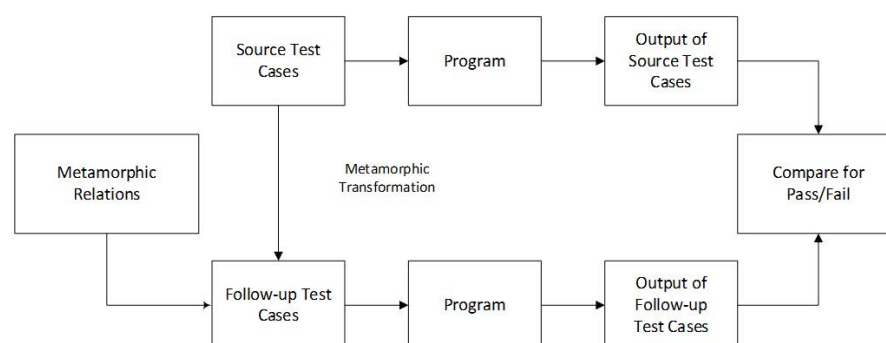 Source Test
Cases
Program
Output of
Source Test
Cases
Metamorphic
Relations
Metamorphic
Transformation
Compare for
Pass/Fail
Follow-up Test
Cases
Program
Output of
Follow-up
Test Cases